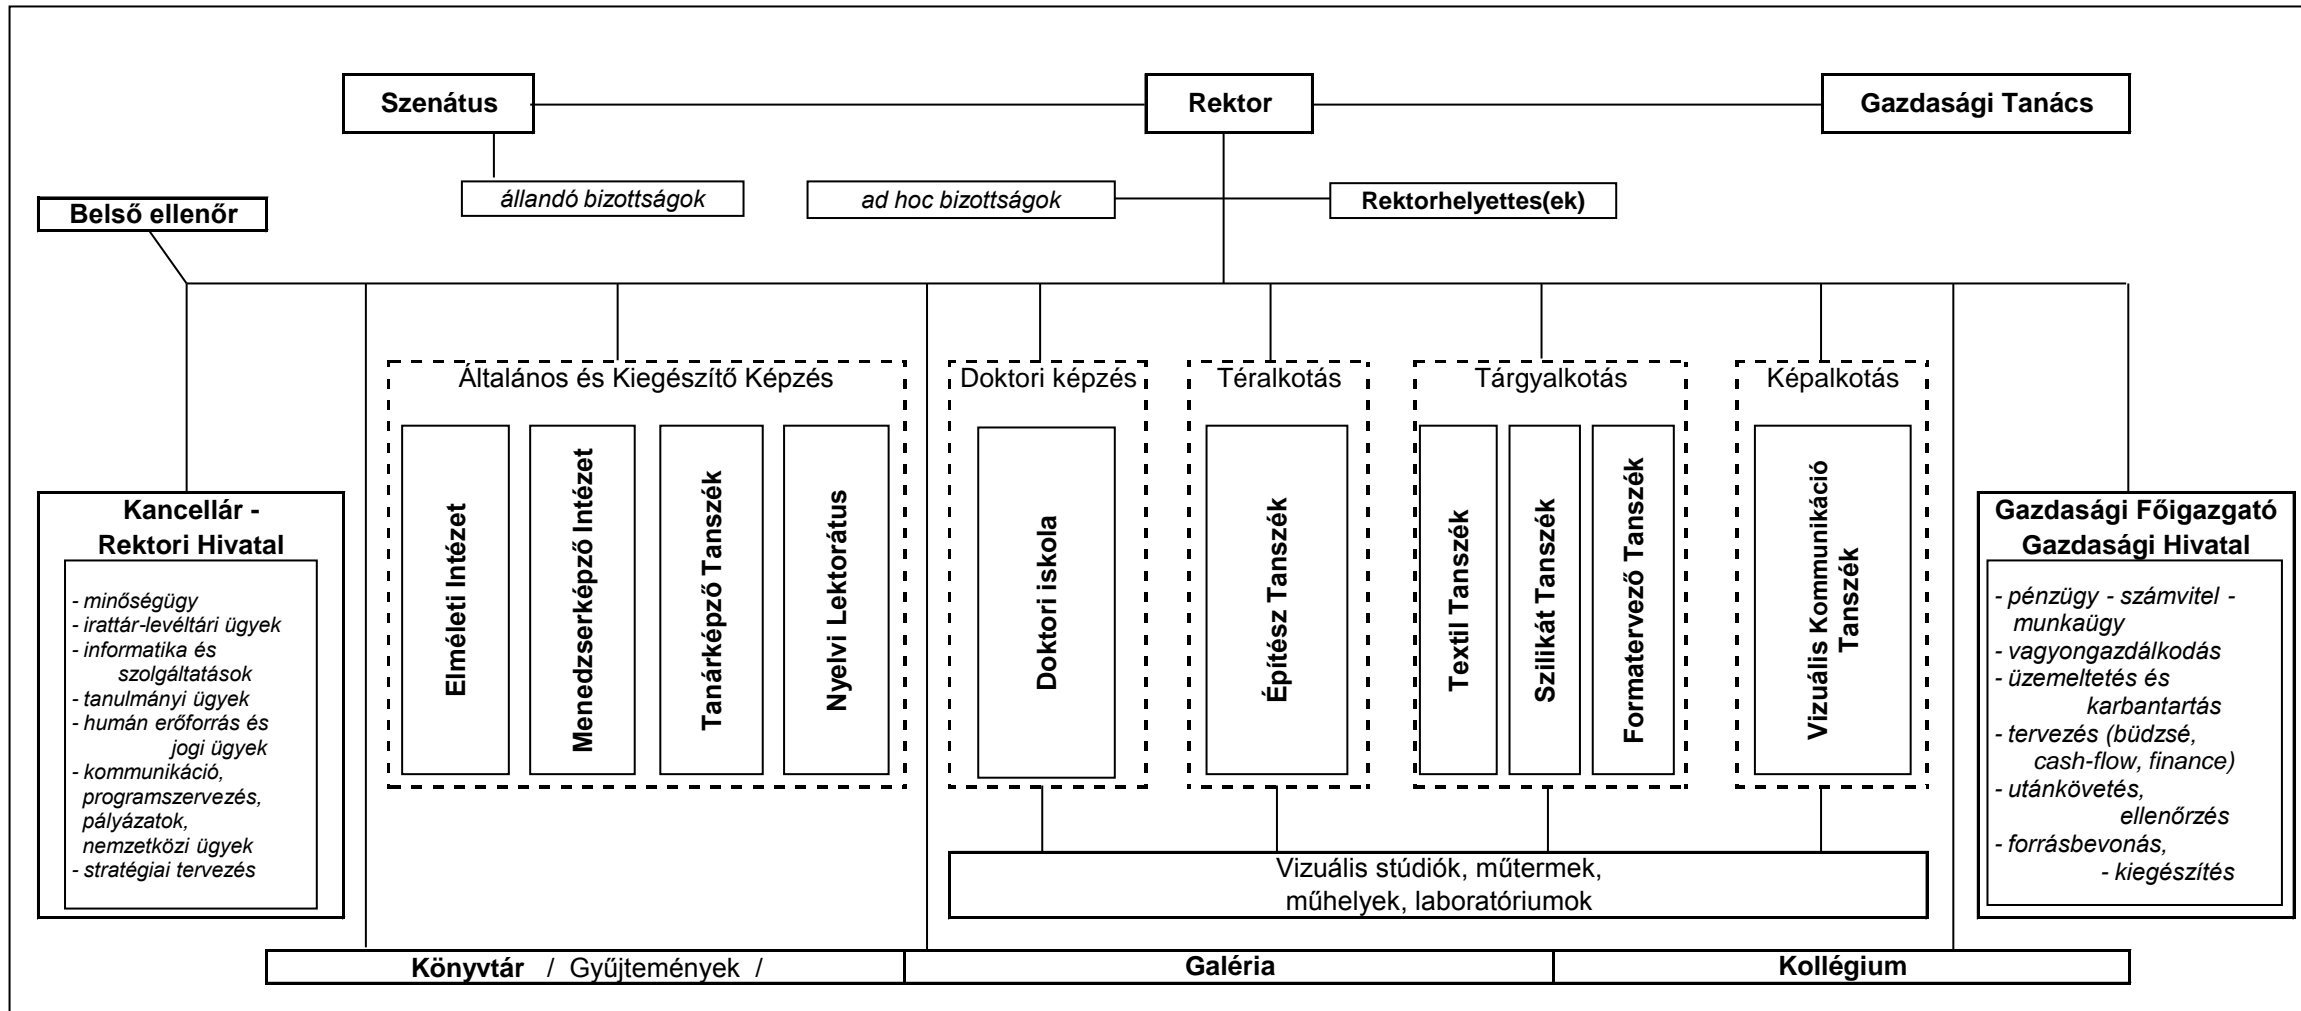 Szenátus
Rektor
Gazdasági Tanács
állandó bizottságok
ad hoc bizottságok
Rektorhelyettes(ek)
Belső ellenőr
Általános és Kiegészítő Képzés
Doktori képzés
Téralkotás
Tárgyalkotás
Képalkotás
Elméleti Intézet
Menedzserképző Intézet
Tanárképző Tanszék
Nyelvi Lektorátus
Doktori iskola
Építész Tanszék
Textil Tanszék
Szilikát Tanszék
Formatervező Tanszék
Vizuális Kommunikáció
Tanszék
Kancellár -
Rektori Hivatal
- minőségügy
- irattár-levéltári ügyek
- informatika és
szolgáltatások
- tanulmányi ügyek
- humán erőforrás és
jogi ügyek
- kommunikáció,
programszervezés,
pályázatok,
nemzetközi ügyek
- stratégiai tervezés
Gazdasági Főigazgató
Gazdasági Hivatal
- pénzügy - számvitel -
munkaügy
- vagyongazdálkodás
- üzemeltetés és
karbantartás
- tervezés (büdzsé,
cash-flow, finance)
- utánkövetés,
ellenőrzés
- forrásbevonás,
- kiegészítés
Vizuális stúdiók, műtermek,
műhelyek, laboratóriumok
Könyvtár / Gyűjtemények /
Galéria
Kollégium